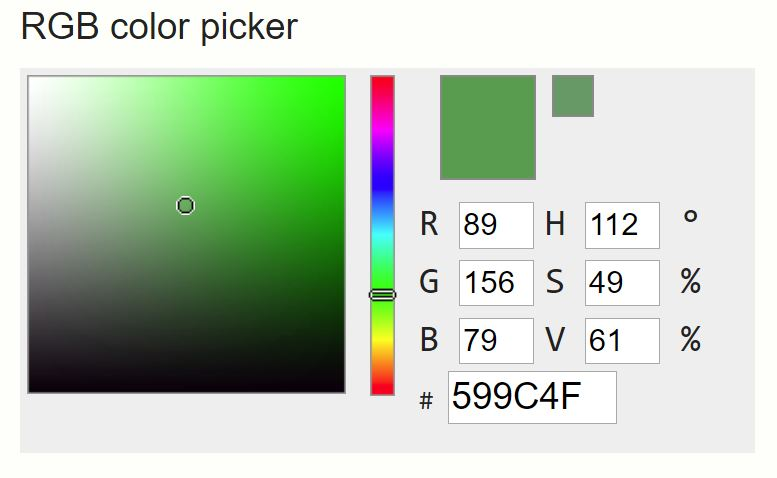 RGB color picker
R 89 H 112 °
G 156 S 49 %
B 79 V 61 %
# 599C4F